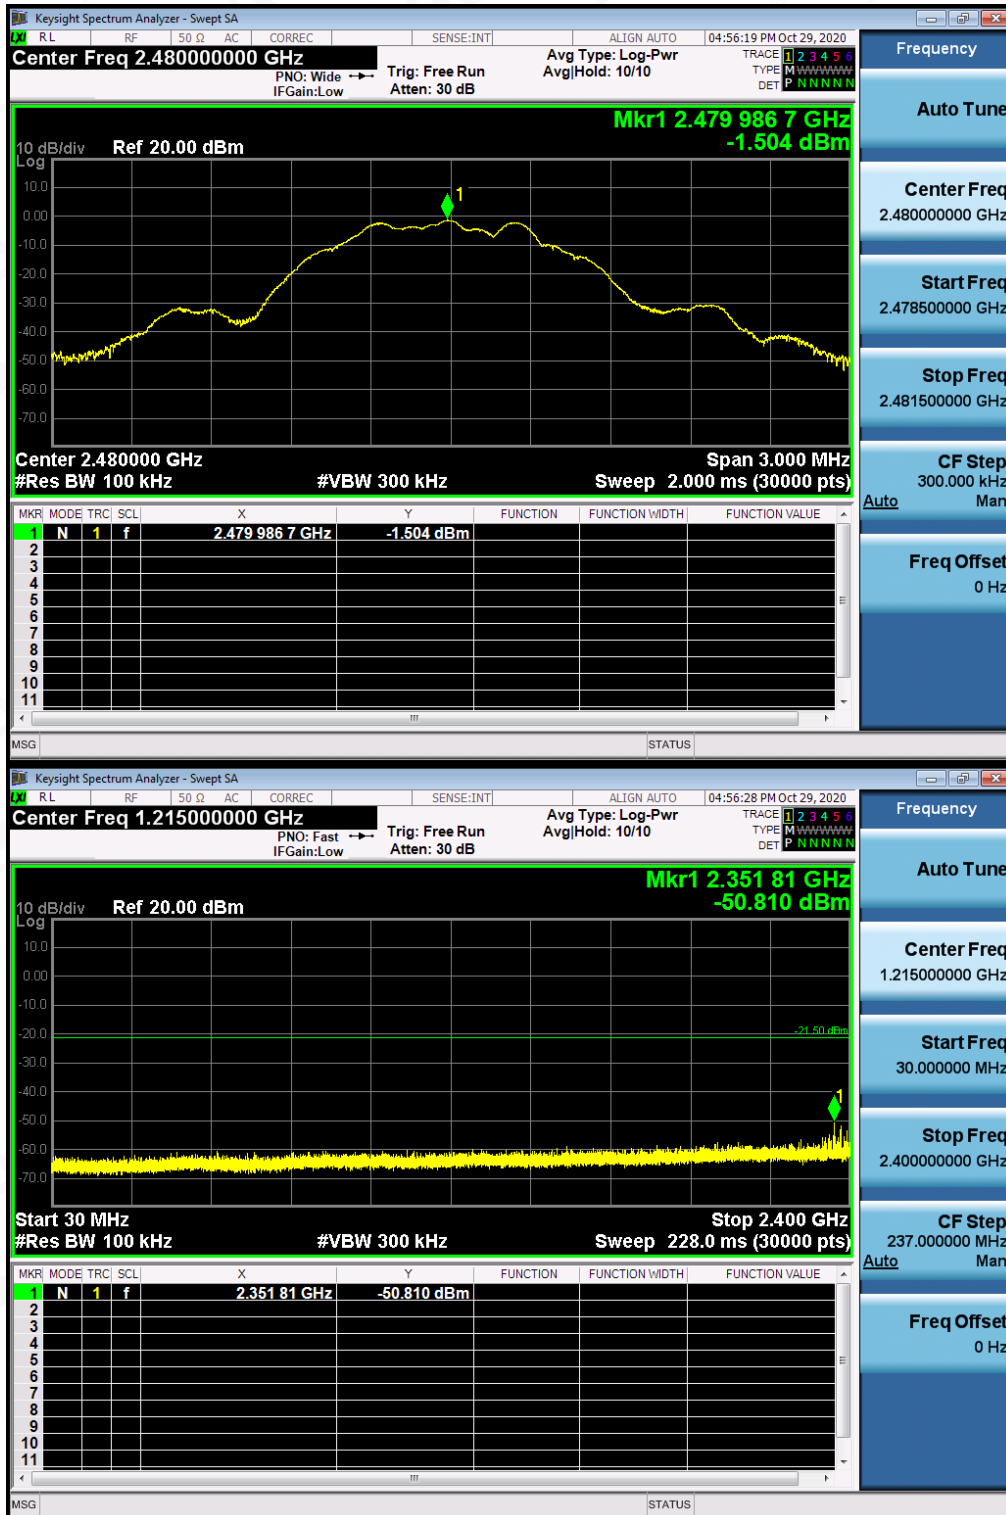 Keysight Spectrum Analyzer - Swept SA
LXI RL RF 50 Ω AC CORREC SENSE:INT ALIGN AUTO 04:56:19 PM Oct 29, 2020
Center Freq 2.480000000 GHz
PNO: Wide
IFGain:Low
Trig: Free Run
Atten: 30 dB
Avg Type: Log-Pwr
Avg|Hold: 10/10
TRACE 1 2 3 4 5 6
TYPE M WWWWW
DET P N N N N N
Mkr1 2.479 986 7 GHz
-1.504 dBm
10 dB/div Ref 20.00 dBm
Log
10.0
0.00
-10.0
-20.0
-30.0
-40.0
-50.0
-60.0
-70.0
1
Center 2.480000 GHz Span 3.000 MHz
#Res BW 100 kHz #VBW 300 kHz Sweep 2.000 ms (30000 pts)
MKR MODE TRC SCL X Y FUNCTION FUNCTION WIDTH FUNCTION VALUE
1 N 1 f 2.479 986 7 GHz -1.504 dBm
2
3
4
5
6
7
8
9
10
11
MSG STATUS
Frequency
Auto Tune
Center Freq
2.480000000 GHz
Start Freq
2.478500000 GHz
Stop Freq
2.481500000 GHz
CF Step
300.000 kHz
Auto Man
Freq Offset
0 Hz
Keysight Spectrum Analyzer - Swept SA
LXI RL RF 50 Ω AC CORREC SENSE:INT ALIGN AUTO 04:56:28 PM Oct 29, 2020
Center Freq 1.215000000 GHz
PNO: Fast
IFGain:Low
Trig: Free Run
Atten: 30 dB
Avg Type: Log-Pwr
Avg|Hold: 10/10
TRACE 1 2 3 4 5 6
TYPE M WWWWW
DET P N N N N N
Mkr1 2.351 81 GHz
-50.810 dBm
10 dB/div Ref 20.00 dBm
Log
10.0
0.00
-10.0
-20.0
-30.0
-40.0
-50.0
-60.0
-70.0
-21.50 dBm
1
Start 30 MHz Stop 2.400 GHz
#Res BW 100 kHz #VBW 300 kHz Sweep 228.0 ms (30000 pts)
MKR MODE TRC SCL X Y FUNCTION FUNCTION WIDTH FUNCTION VALUE
1 N 1 f 2.351 81 GHz -50.810 dBm
2
3
4
5
6
7
8
9
10
11
MSG STATUS
Frequency
Auto Tune
Center Freq
1.215000000 GHz
Start Freq
30.000000 MHz
Stop Freq
2.400000000 GHz
CF Step
237.000000 MHz
Auto Man
Freq Offset
0 Hz